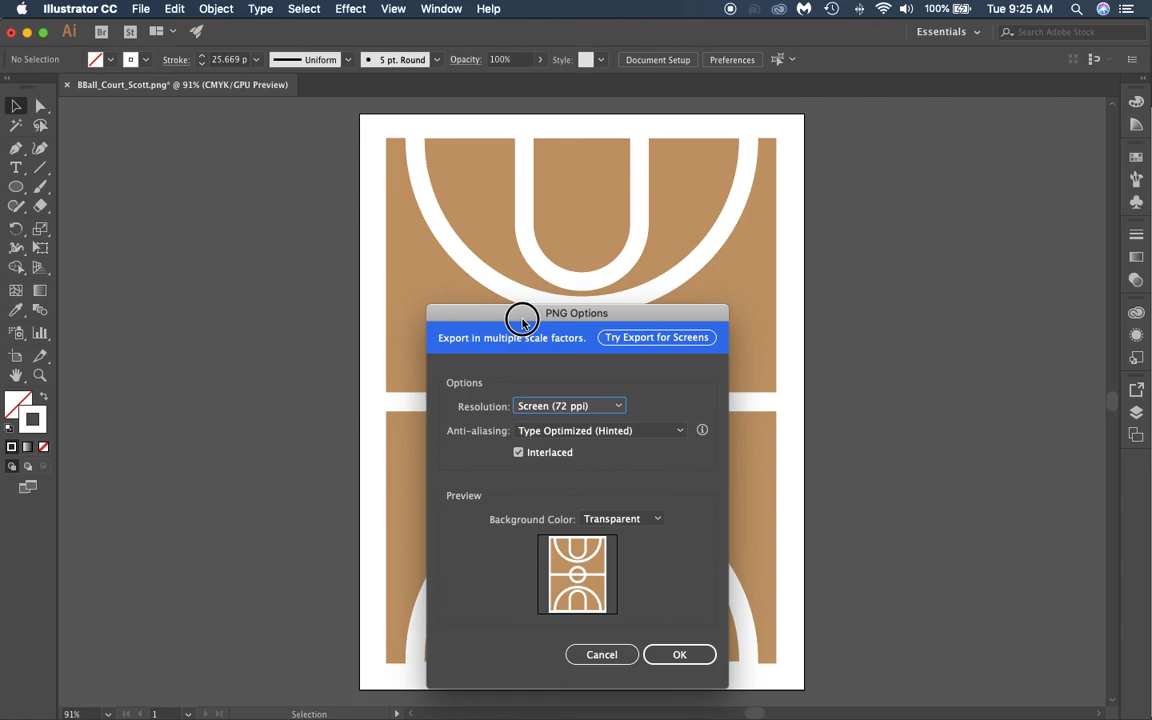 Illustrator CC File Edit Object Type Select Effect View Window Help 100% Tue 9:25 AM
Ai Br St Essentials Search Adobe Stock
No Selection Stroke: 25.669 p Uniform 5 pt. Round Opacity: 100% Style: Document Setup Preferences
× BBall_Court_Scott.png* @ 91% (CMYK/GPU Preview)
PNG Options
Export in multiple scale factors. Try Export for Screens
Options
Resolution: Screen (72 ppi)
Anti-aliasing: Type Optimized (Hinted)
Interlaced
Preview
Background Color: Transparent
Cancel OK
91% 1 Selection